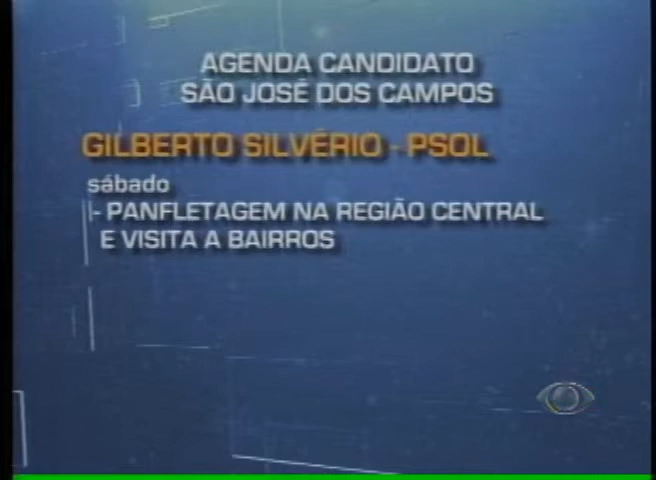 AGENDA CANDIDATO
SÃO JOSÉ DOS CAMPOS
GILBERTO SILVÉRIO - PSOL
sábado
- PANFLETAGEM NA REGIÃO CENTRAL
E VISITA A BAIRROS